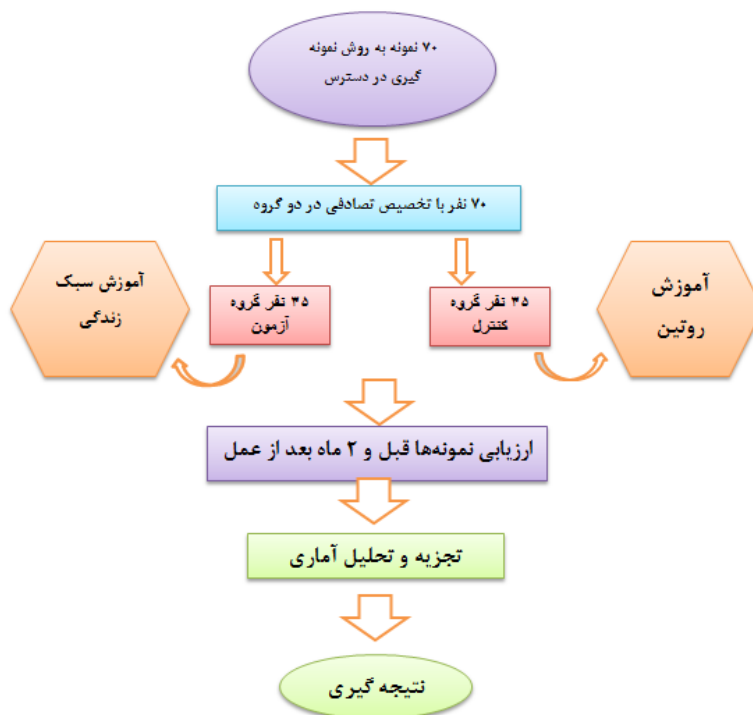 ۷۰ نمونه به روش نمونه
گیری در دسترس
۷۰ نفر با تخصیص تصادفی در دو گروه
آموزش
روتین
۳۵ نفر گروه
کنترل
۳۵ نفر گروه
آزمون
آموزش سبک
زندگی
ارزیابی نمونه‌ها قبل و ۲ ماه بعد از عمل
تجزیه و تحلیل آماری
نتیجه گیری